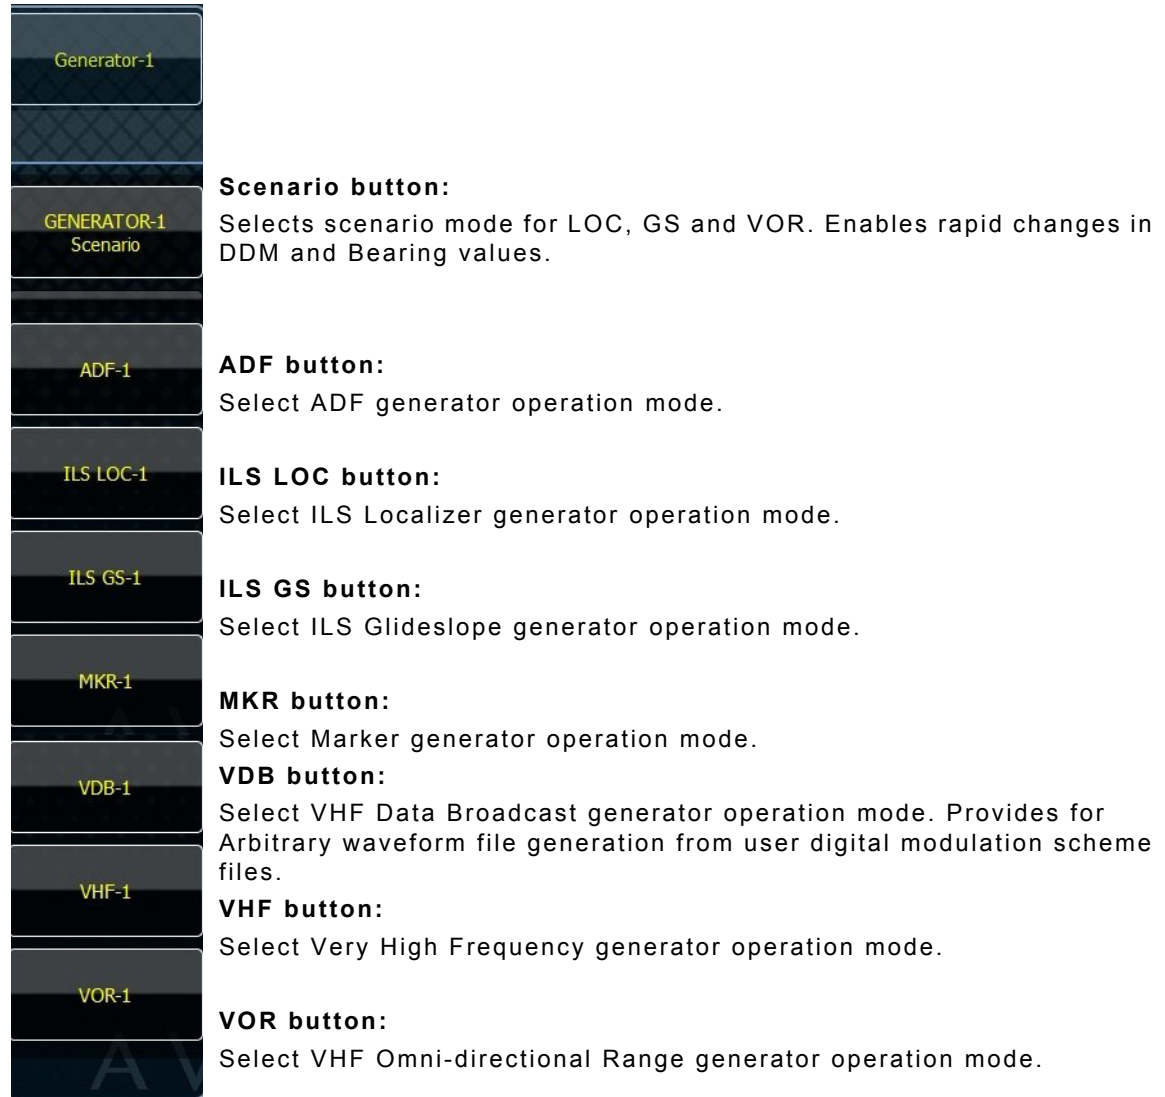 Generator-1
GENERATOR-1
Scenario
Scenario button:
Selects scenario mode for LOC, GS and VOR. Enables rapid changes in
DDM and Bearing values.
ADF-1
ADF button:
Select ADF generator operation mode.
ILS LOC-1
ILS LOC button:
Select ILS Localizer generator operation mode.
ILS GS-1
ILS GS button:
Select ILS Glideslope generator operation mode.
MKR-1
MKR button:
Select Marker generator operation mode.
VDB-1
VDB button:
Select VHF Data Broadcast generator operation mode. Provides for
Arbitrary waveform file generation from user digital modulation scheme
files.
VHF-1
VHF button:
Select Very High Frequency generator operation mode.
VOR-1
VOR button:
Select VHF Omni-directional Range generator operation mode.